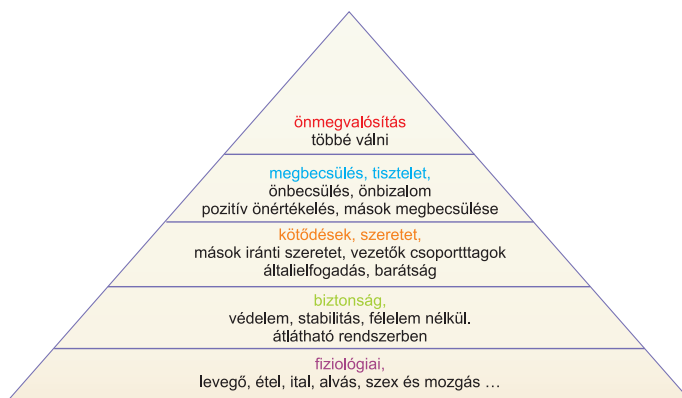 önmegvalósítás
többé válni
megbecsülés, tisztelet,
önbecsülés, önbizalom
pozitív önértékelés, mások megbecsülése
kötődések, szeretet,
mások iránti szeretet, vezetők csoportttagok
általielfogadás, barátság
biztonság,
védelem, stabilitás, félelem nélkül.
átlátható rendszerben
fiziológiai,
levegő, étel, ital, alvás, szex és mozgás ...